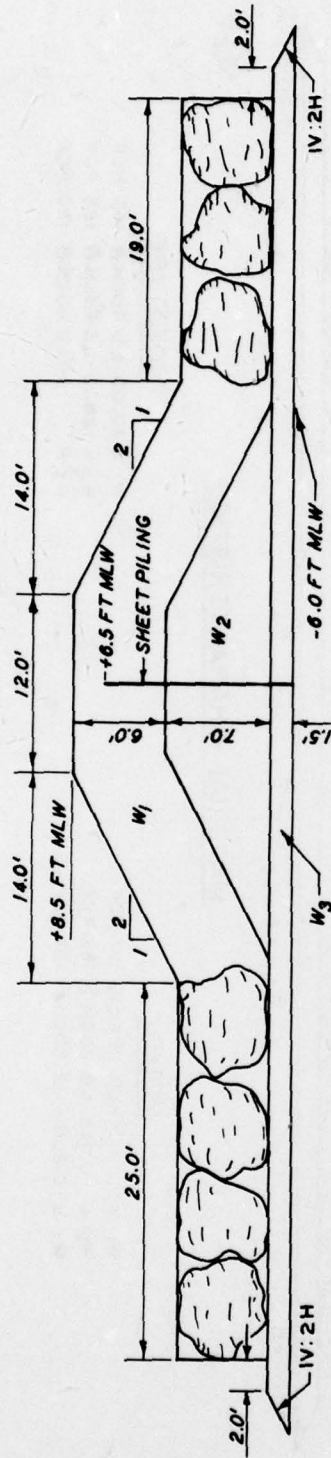 14.0'
12.0'
14.0'
25.0'
19.0'
+8.5 FT MLW
+6.5 FT MLW
SHEET PILING
2
1
2
1
6.0'
7.0'
1.5'
W1
W2
W3
2.0'
2.0'
1V:2H
1V:2H
-6.0 FT MLW